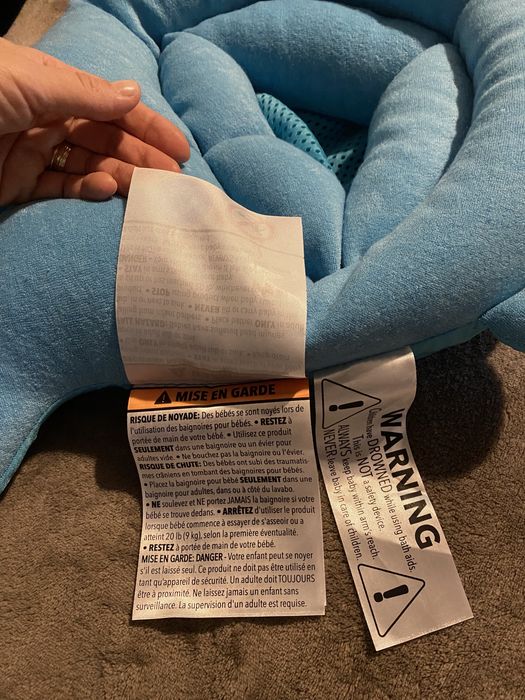 ⚠ MISE EN GARDE
RISQUE DE NOYADE: Des bébés se sont noyés lors de
l'utilisation des baignoires pour bébés. • RESTEZ à
portée de main de votre bébé. • Utilisez ce produit
SEULEMENT dans une baignoire ou un évier pour
adultes vide. • Ne bouchez pas la baignoire ou l'évier.
RISQUE DE CHUTE: Des bébés ont subi des traumatis-
mes crâniens en tombant des baignoires pour bébés.
• Placez la baignoire pour bébé SEULEMENT dans une
baignoire pour adultes, dans ou à côté du lavabo.
• NE soulevez et NE portez JAMAIS la baignoire si votre
bébé se trouve dedans. • ARRÊTEZ d'utiliser le produit
lorsque bébé commence à essayer de s'asseoir ou a
atteint 20 lb (9 kg), selon la première éventualité.
• RESTEZ à portée de main de votre bébé.
MISE EN GARDE: DANGER - Votre enfant peut se noyer
s'il est laissé seul. Ce produit ne doit pas être utilisé en
tant qu'appareil de sécurité. Un adulte doit TOUJOURS
être à proximité. Ne laissez jamais un enfant sans
surveillance. La supervision d'un adulte est requise.
WARNING
Children have DROWNED while using bath aids.
This is NOT a safety device.
ALWAYS keep baby within arm's reach.
NEVER leave baby in care of children.